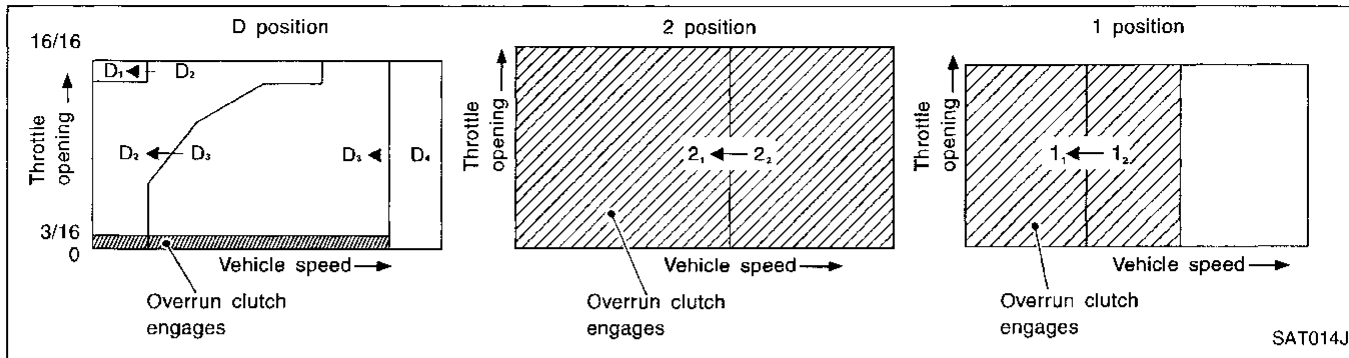 D position
16/16
Throttle opening
3/16
0
D₁ ← D₂
D₂ ← D₃
D₃ ← D₄
Vehicle speed →
Overrun clutch
engages
2 position
Throttle opening
2₁ ← 2₂
Vehicle speed →
Overrun clutch
engages
1 position
Throttle opening
1₁ ← 1₂
Vehicle speed →
Overrun clutch
engages
SAT014J